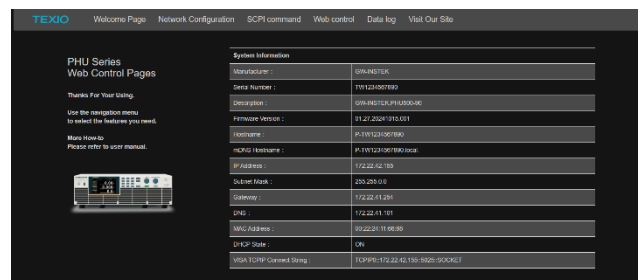 TEXIO Welcome Page Network Configuration SCPI command Web control Data log Visit Our Site
PHU Series
Web Control Pages
Thanks For Your Using.
Use the navigation menu
to select the features you need.
More How-to
Please refer to user manual.
System Information
Manufacturer : GW-INSTEK
Serial Number : TW1234567890
Description : GW-INSTEK,PHU500-90
Firmware Version : 01.27.20241015.001
Hostname : P-TW1234567890
mDNS Hostname : P-TW1234567890.local.
IP Address : 172.22.42.155
Subnet Mask : 255.255.0.0
Gateway : 172.22.41.254
DNS : 172.22.41.101
MAC Address :
DHCP State : ON
VISA TCPIP Connect String : TCPIP0::172.22.42.155::5025::SOCKET